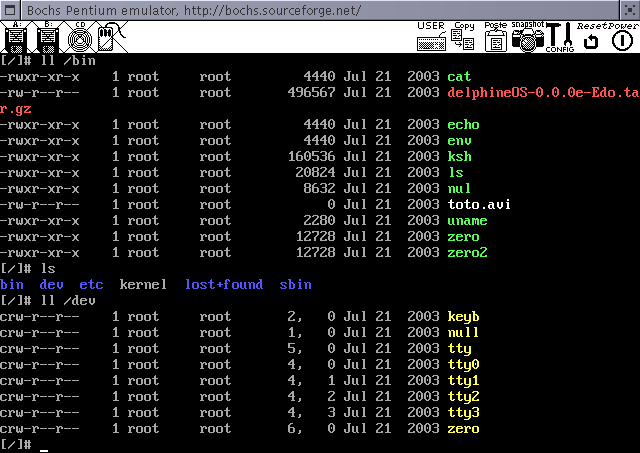 Bochs Pentium emulator, http://bochs.sourceforge.net/
A: B: CD USER Copy Paste snapshot CONFIG Reset Power
[/]# ll /bin
-rwxr-xr-x    1 root     root         4440 Jul 21  2003 cat
-rw-r--r--    1 root     root       496567 Jul 21  2003 delphineOS-0.0.0e-Edo.ta
r.gz
-rwxr-xr-x    1 root     root         4440 Jul 21  2003 echo
-rwxr-xr-x    1 root     root         4440 Jul 21  2003 env
-rwxr-xr-x    1 root     root       160536 Jul 21  2003 ksh
-rwxr-xr-x    1 root     root        20824 Jul 21  2003 ls
-rwxr-xr-x    1 root     root         8632 Jul 21  2003 nul
-rw-r--r--    1 root     root            0 Jul 21  2003 toto.avi
-rwxr-xr-x    1 root     root         2280 Jul 21  2003 uname
-rwxr-xr-x    1 root     root        12728 Jul 21  2003 zero
-rwxr-xr-x    1 root     root        12728 Jul 21  2003 zero2
[/]# ls
bin  dev  etc  kernel  lost+found  sbin
[/]# ll /dev
crw-r--r--    1 root     root       2,   0 Jul 21  2003 keyb
crw-r--r--    1 root     root       1,   0 Jul 21  2003 null
crw-r--r--    1 root     root       5,   0 Jul 21  2003 tty
crw-r--r--    1 root     root       4,   0 Jul 21  2003 tty0
crw-r--r--    1 root     root       4,   1 Jul 21  2003 tty1
crw-r--r--    1 root     root       4,   2 Jul 21  2003 tty2
crw-r--r--    1 root     root       4,   3 Jul 21  2003 tty3
crw-r--r--    1 root     root       6,   0 Jul 21  2003 zero
[/]# _